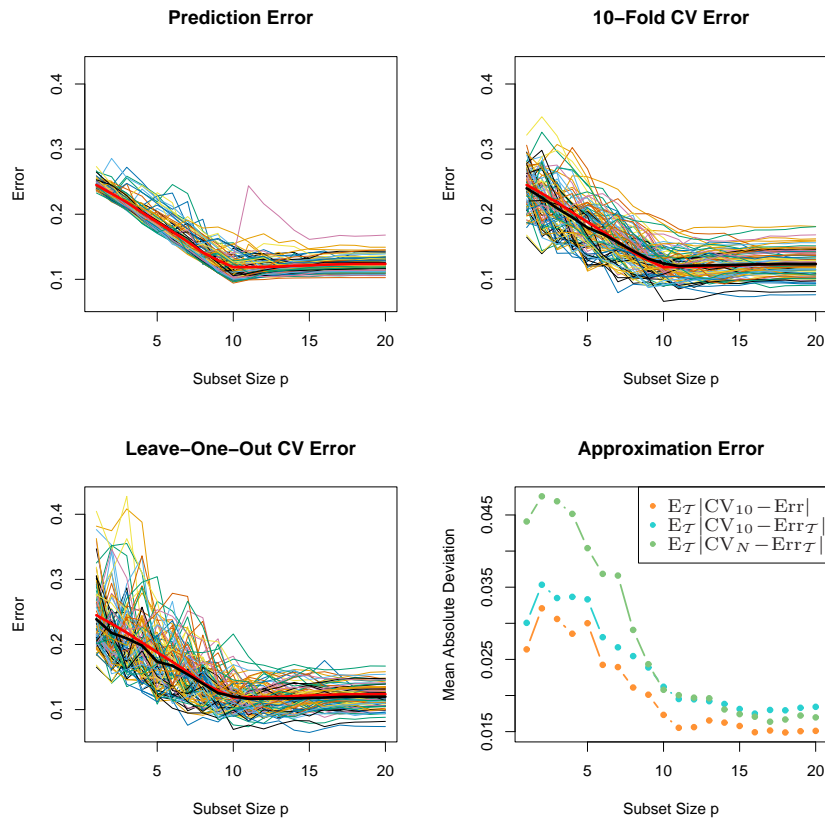 Prediction Error
Error
0.1 0.2 0.3 0.4
5 10 15 20
Subset Size p
10−Fold CV Error
Error
0.1 0.2 0.3 0.4
5 10 15 20
Subset Size p
Leave−One−Out CV Error
Error
0.1 0.2 0.3 0.4
5 10 15 20
Subset Size p
Approximation Error
Mean Absolute Deviation
0.015 0.025 0.035 0.045
E𝒯|CV₁₀−Err|
E𝒯|CV₁₀−Err𝒯|
E𝒯|CV_N−Err𝒯|
5 10 15 20
Subset Size p